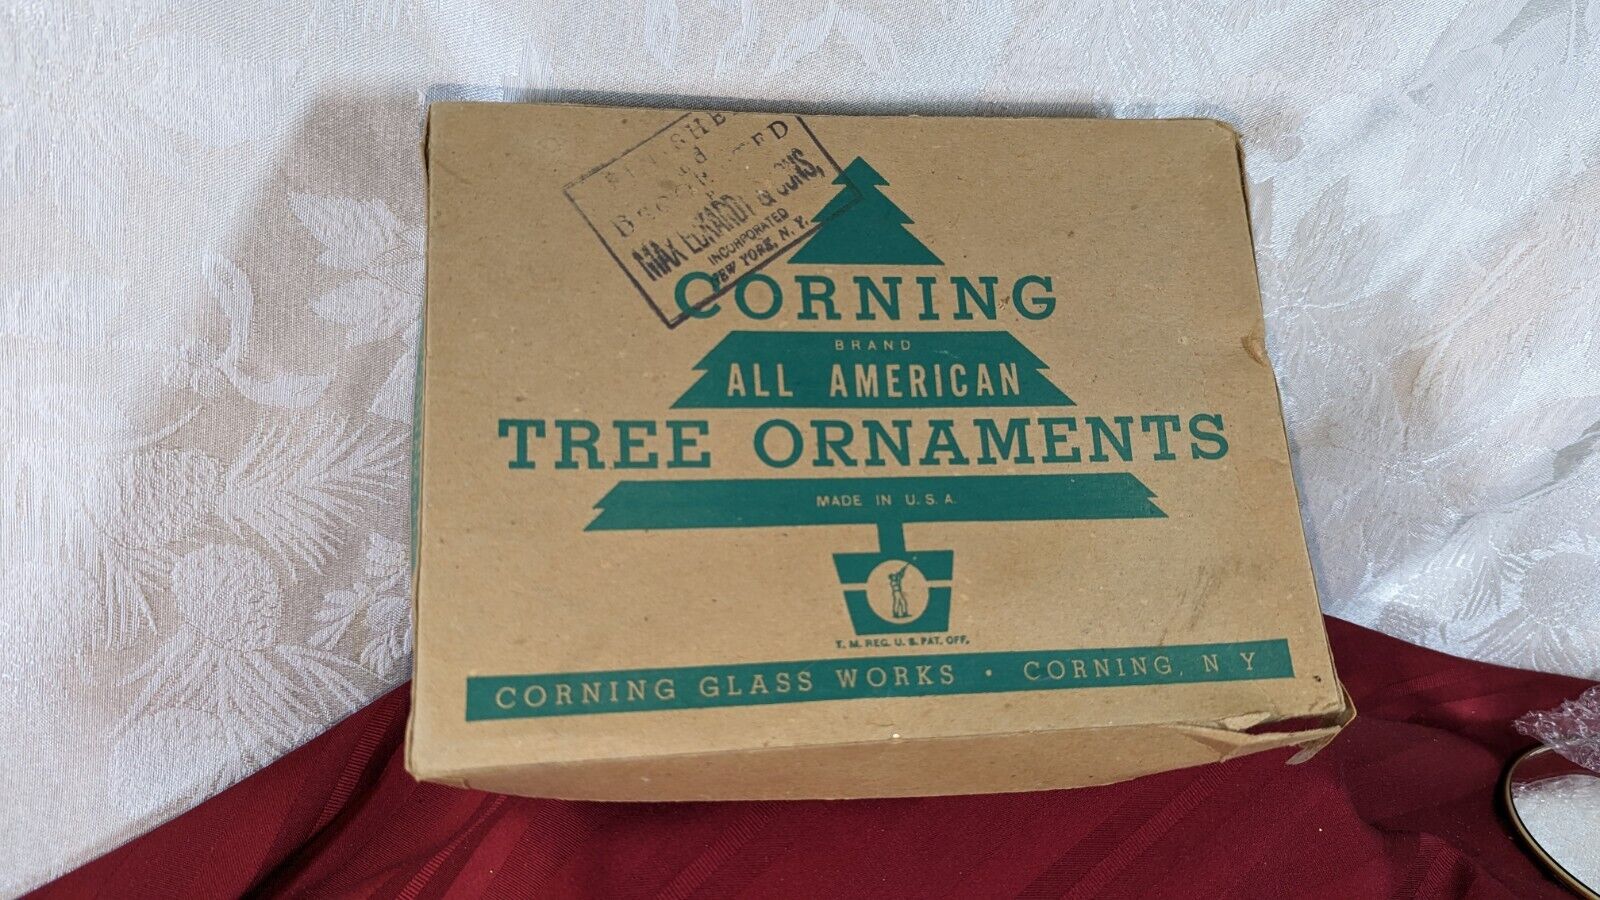 and
MAX ECKARDT & SONS,
INCORPORATED
NEW YORK, N. Y.
CORNING
BRAND
ALL AMERICAN
TREE ORNAMENTS
MADE IN U. S. A.
T. M. REG. U. S. PAT. OFF.
CORNING GLASS WORKS · CORNING, N Y